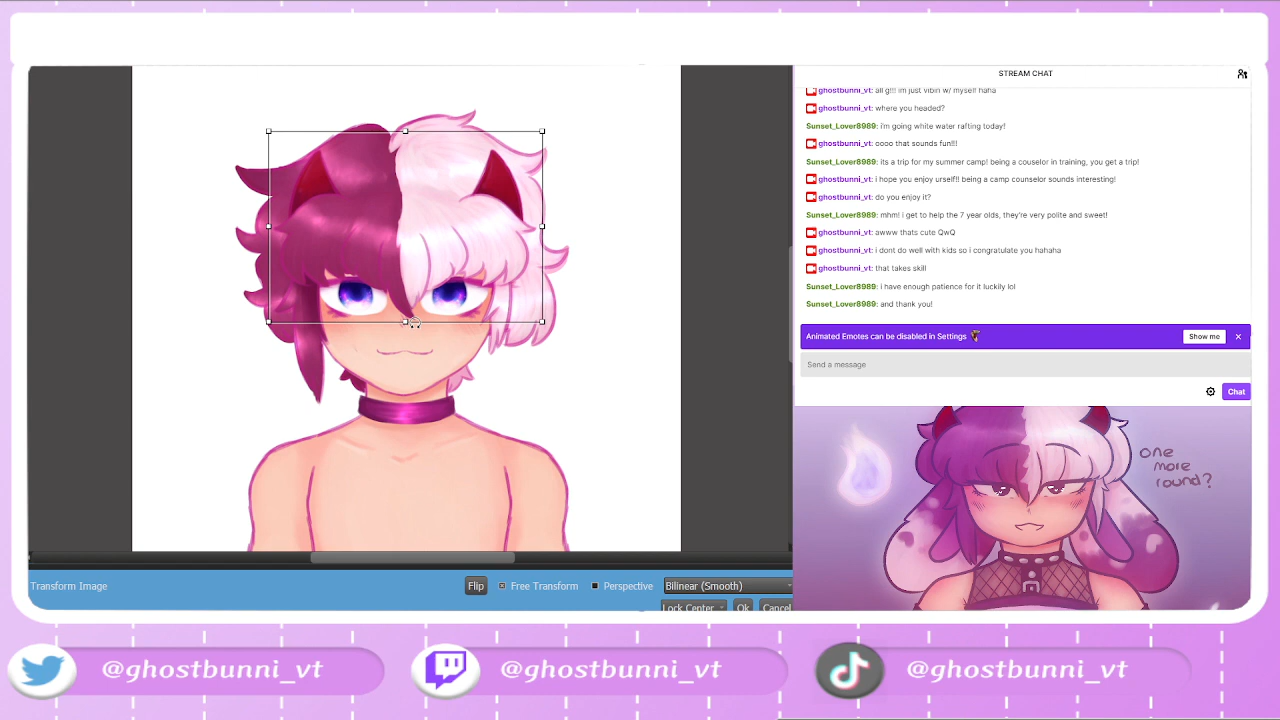 STREAM CHAT
ghostbunni_vt: all g!!! im just vibin w/ myself haha
ghostbunni_vt: where you headed?
Sunset_Lover8989: i'm going white water rafting today!
ghostbunni_vt: oooo that sounds fun!!!
Sunset_Lover8989: its a trip for my summer camp! being a couselor in training, you get a trip!
ghostbunni_vt: i hope you enjoy urself!! being a camp counselor sounds interesting!
ghostbunni_vt: do you enjoy it?
Sunset_Lover8989: mhm! i get to help the 7 year olds, they're very polite and sweet!
ghostbunni_vt: awww thats cute QwQ
ghostbunni_vt: i dont do well with kids so i congratulate you hahaha
ghostbunni_vt: that takes skill
Sunset_Lover8989: i have enough patience for it luckily lol
Sunset_Lover8989: and thank you!
Animated Emotes can be disabled in Settings Show me
Send a message
Chat
one
more
round?
Transform Image Flip Free Transform Perspective Bilinear (Smooth)
Lock Center Ok Cancel
@ghostbunni_vt @ghostbunni_vt @ghostbunni_vt